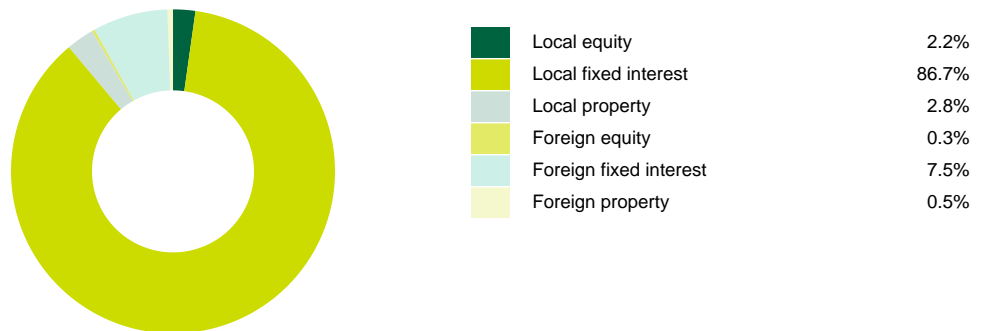 Local equity 2.2%
Local fixed interest 86.7%
Local property 2.8%
Foreign equity 0.3%
Foreign fixed interest 7.5%
Foreign property 0.5%